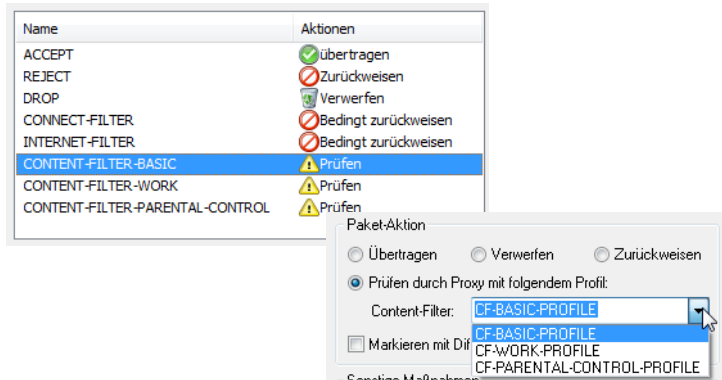 Name Aktionen
ACCEPT übertragen
REJECT Zurückweisen
DROP Verwerfen
CONNECT-FILTER Bedingt zurückweisen
INTERNET-FILTER Bedingt zurückweisen
CONTENT-FILTER-BASIC Prüfen
CONTENT-FILTER-WORK Prüfen
CONTENT-FILTER-PARENTAL-CONTROL Prüfen
Paket-Aktion
Übertragen Verwerfen Zurückweisen
Prüfen durch Proxy mit folgendem Profil:
Content-Filter: CF-BASIC-PROFILE
CF-BASIC-PROFILE
Markieren mit Dif
CF-WORK-PROFILE
CF-PARENTAL-CONTROL-PROFILE
Sonstige Maßnahmen